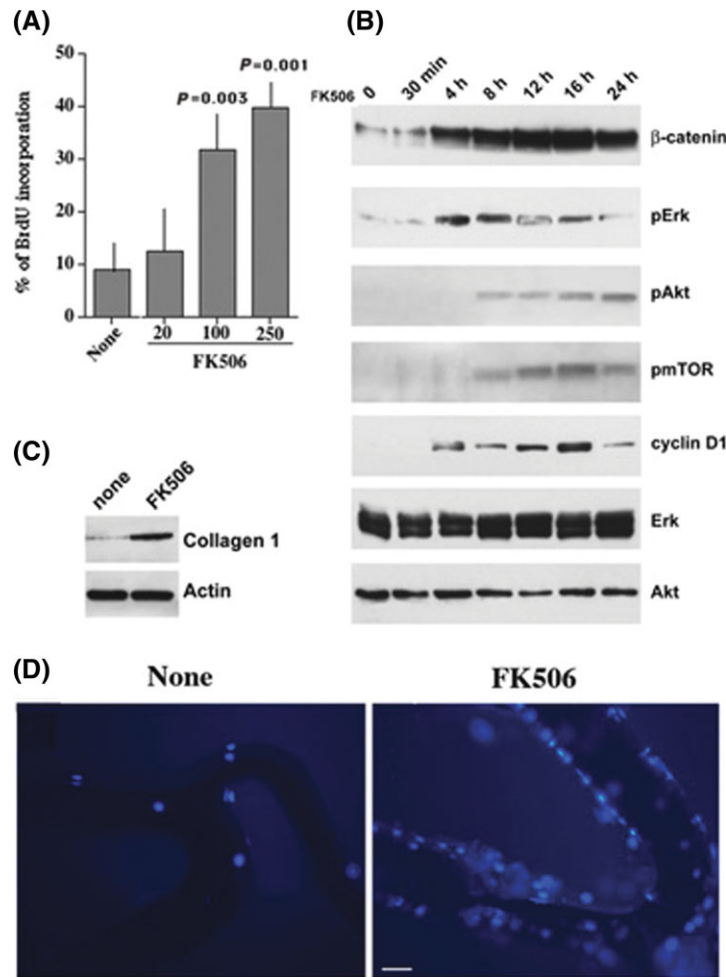 (A)
50
40
30
20
10
0
% of BrdU incorporation
P=0.003
P=0.001
None
20
100
250
FK506
(B)
FK506
0
30 min
4 h
8 h
12 h
16 h
24 h
β-catenin
pErk
pAkt
pmTOR
cyclin D1
Erk
Akt
(C)
none
FK506
Collagen 1
Actin
(D)
None
FK506